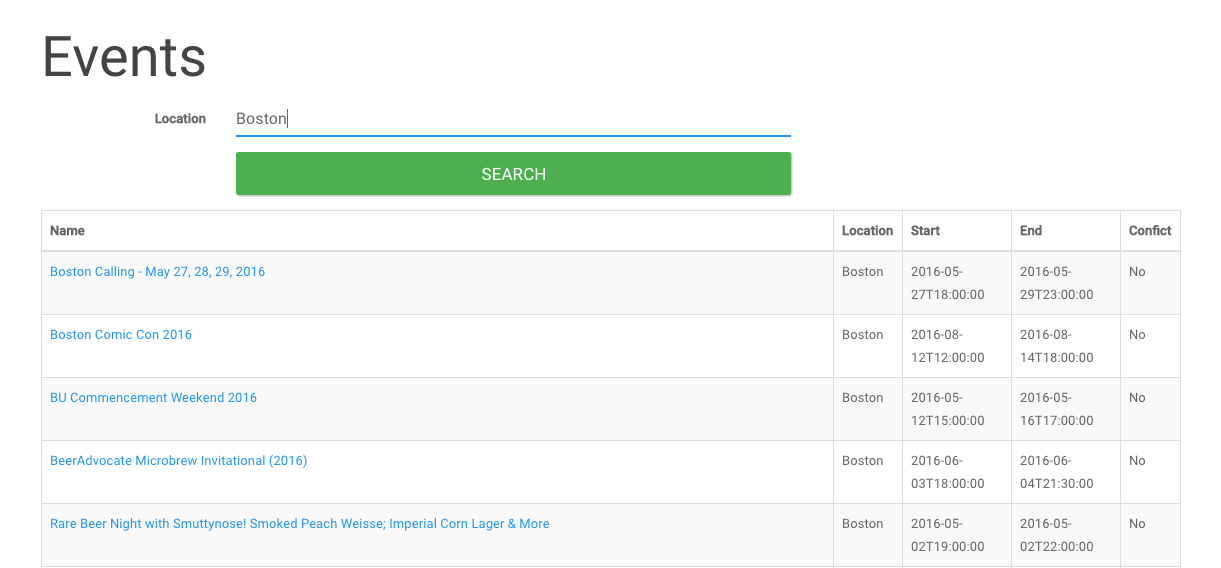 Events
Location Boston
SEARCH
Name Location Start End Confict
Boston Calling - May 27, 28, 29, 2016 Boston 2016-05- 2016-05- No
27T18:00:00 29T23:00:00
Boston Comic Con 2016 Boston 2016-08- 2016-08- No
12T12:00:00 14T18:00:00
BU Commencement Weekend 2016 Boston 2016-05- 2016-05- No
12T15:00:00 16T17:00:00
BeerAdvocate Microbrew Invitational (2016) Boston 2016-06- 2016-06- No
03T18:00:00 04T21:30:00
Rare Beer Night with Smuttynose! Smoked Peach Weisse; Imperial Corn Lager & More Boston 2016-05- 2016-05- No
02T19:00:00 02T22:00:00